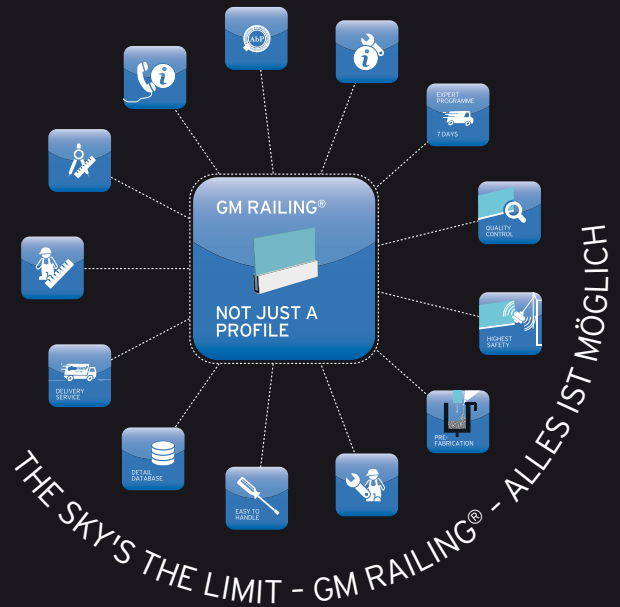 AbP
EXPERT
PROGRAMME
7 DAYS
GM RAILING®
NOT JUST A
PROFILE
QUALITY
CONTROL
HIGHEST
SAFETY
PRE-
FABRICATION
EASY TO
HANDLE
DETAIL
DATABASE
DELIVERY
SERVICE
THE SKY'S THE LIMIT - GM RAILING® - ALLES IST MÖGLICH